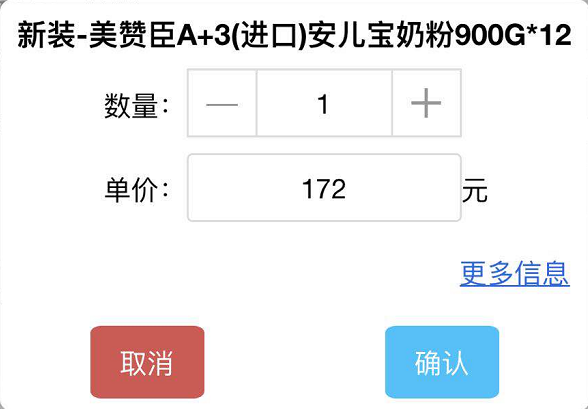 新装-美赞臣A+3(进口)安儿宝奶粉900G*12
数量: — 1 +
单价: 172 元
更多信息
取消 确认